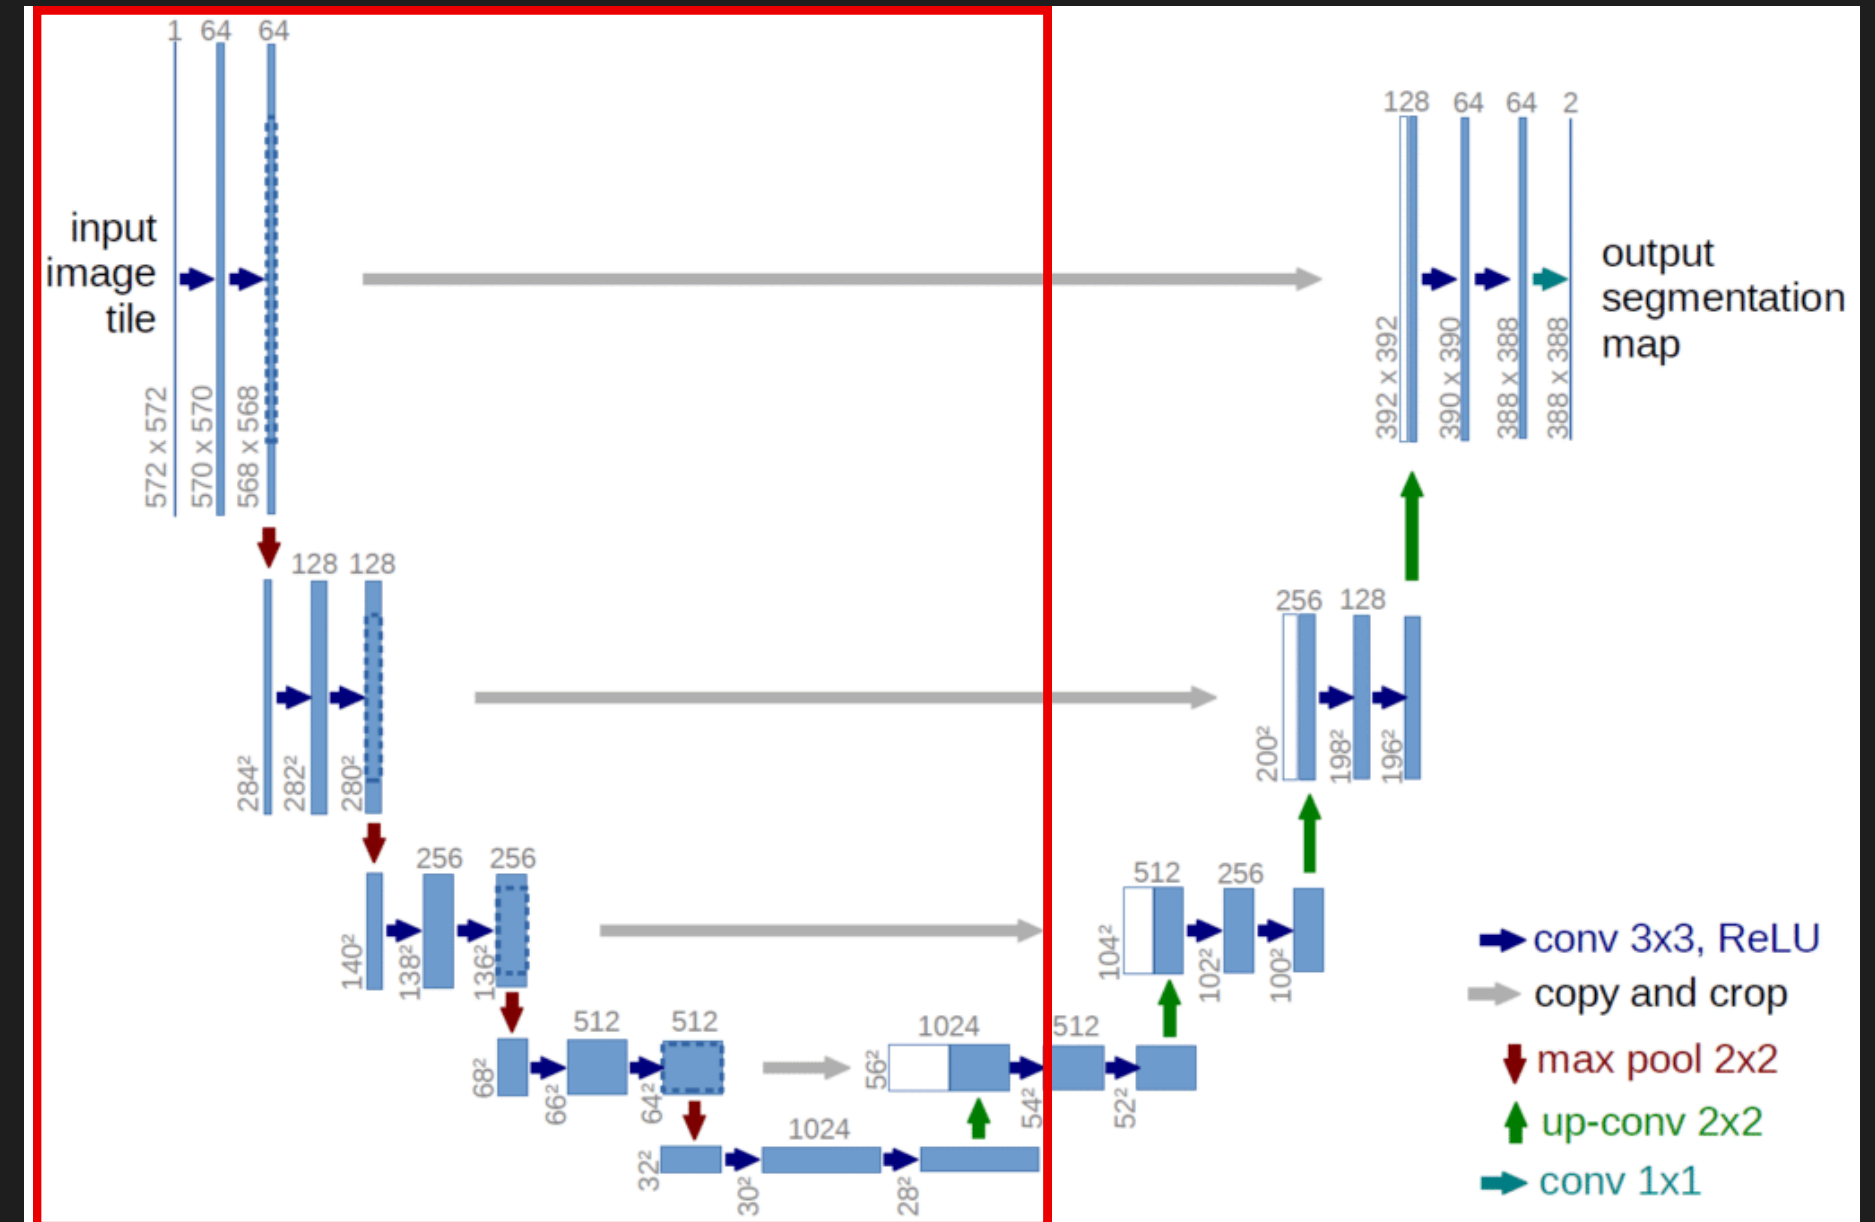 1 64 64
input
image
tile
572 x 572
570 x 570
568 x 568
128 64 64 2
392 x 392
390 x 390
388 x 388
388 x 388
output
segmentation
map
128 128
284²
282²
280²
256 128
200²
198²
196²
256 256
140²
138²
136²
512 256
104²
102²
100²
512 512
68²
66²
64²
1024 512
56²
54²
52²
1024
32²
30²
28²
conv 3x3, ReLU
copy and crop
max pool 2x2
up-conv 2x2
conv 1x1